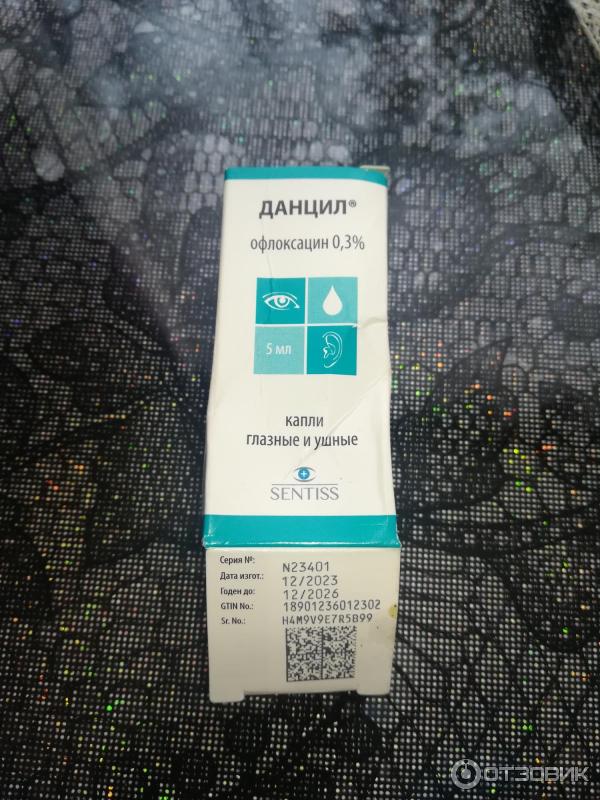 ДАНЦИЛ®
офлоксацин 0,3%
5 мл
капли
глазные и ушные
SENTISS
Серия №: N23401
Дата изгот.: 12/2023
Годен до: 12/2026
GTIN No.: 18901236012302
Sr. No.: H4M9V9E7R5B99
ОТЗОВИК